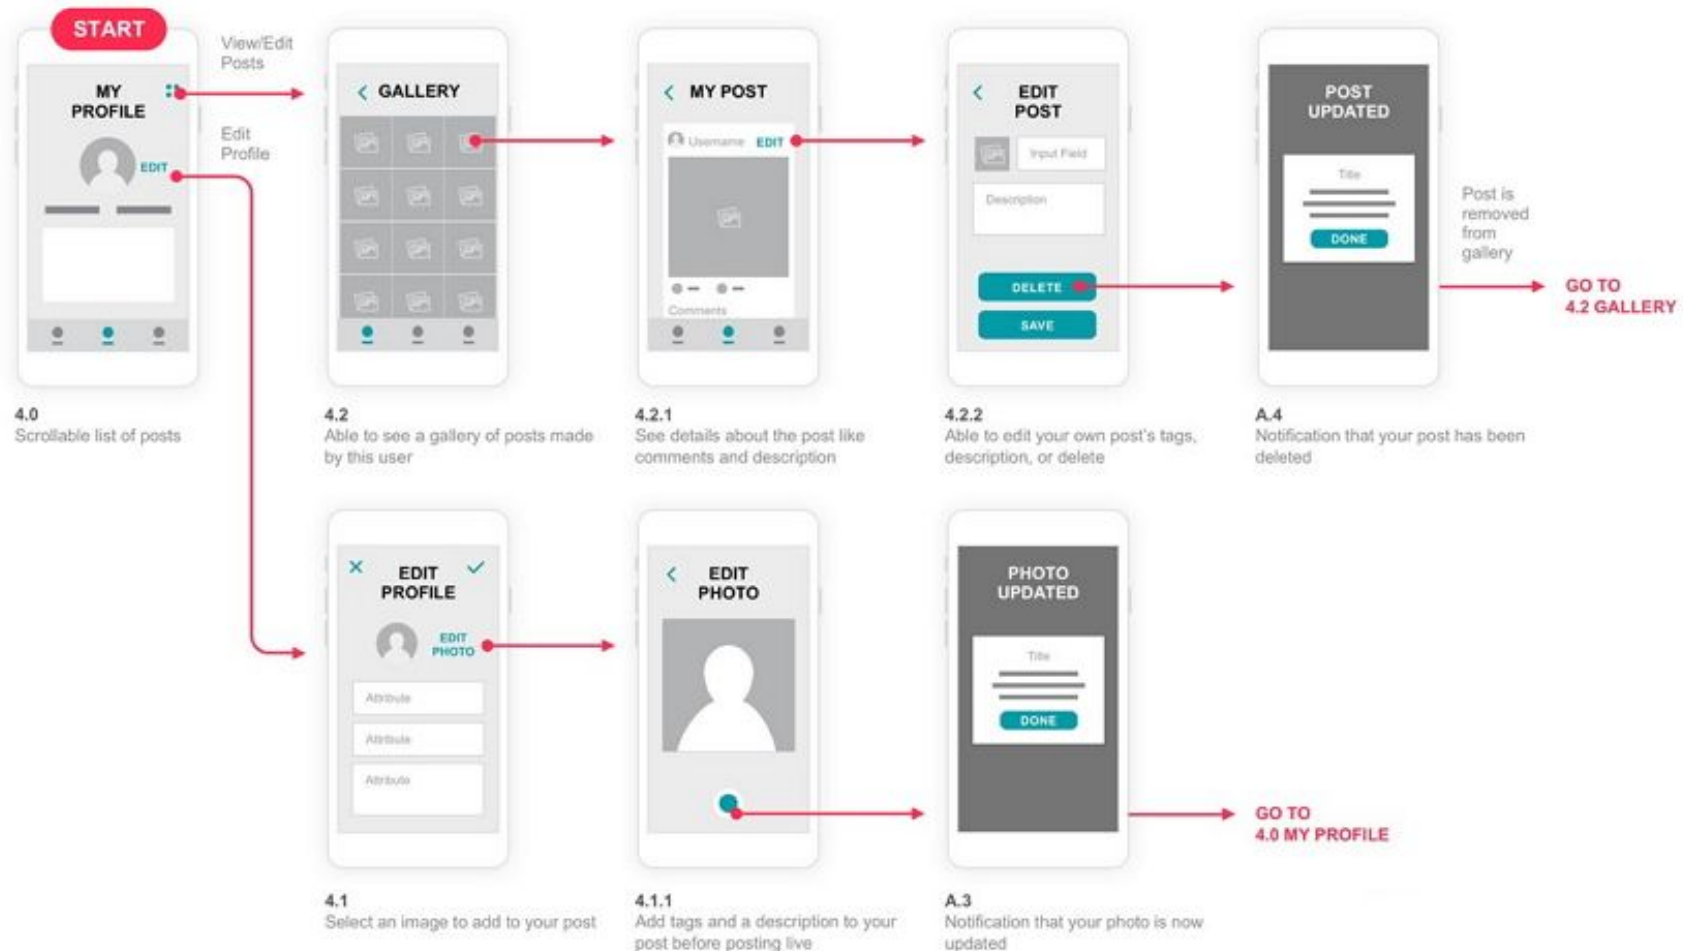 START
View/Edit
Posts
Edit
Profile
MY
PROFILE
EDIT
4.0
Scrollable list of posts
GALLERY
4.2
Able to see a gallery of posts made
by this user
MY POST
Username EDIT
Comments
4.2.1
See details about the post like
comments and description
EDIT
POST
Input Field
Description
DELETE
SAVE
4.2.2
Able to edit your own post's tags,
description, or delete
POST
UPDATED
Title
DONE
A.4
Notification that your post has been
deleted
Post is
removed
from
gallery
GO TO
4.2 GALLERY
EDIT
PROFILE
EDIT
PHOTO
Attribute
Attribute
Attribute
4.1
Select an image to add to your post
EDIT
PHOTO
4.1.1
Add tags and a description to your
post before posting live
PHOTO
UPDATED
Title
DONE
A.3
Notification that your photo is now
updated
GO TO
4.0 MY PROFILE